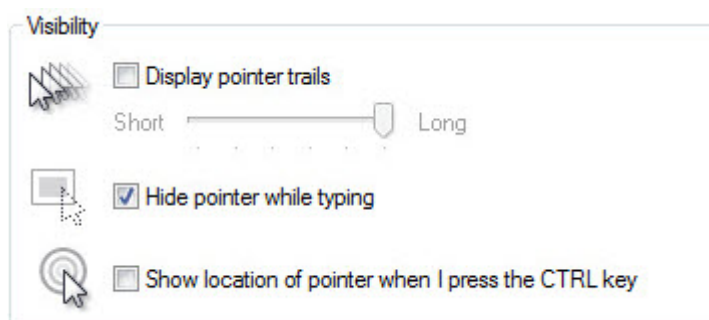 Visibility
Display pointer trails
Short Long
Hide pointer while typing
Show location of pointer when I press the CTRL key